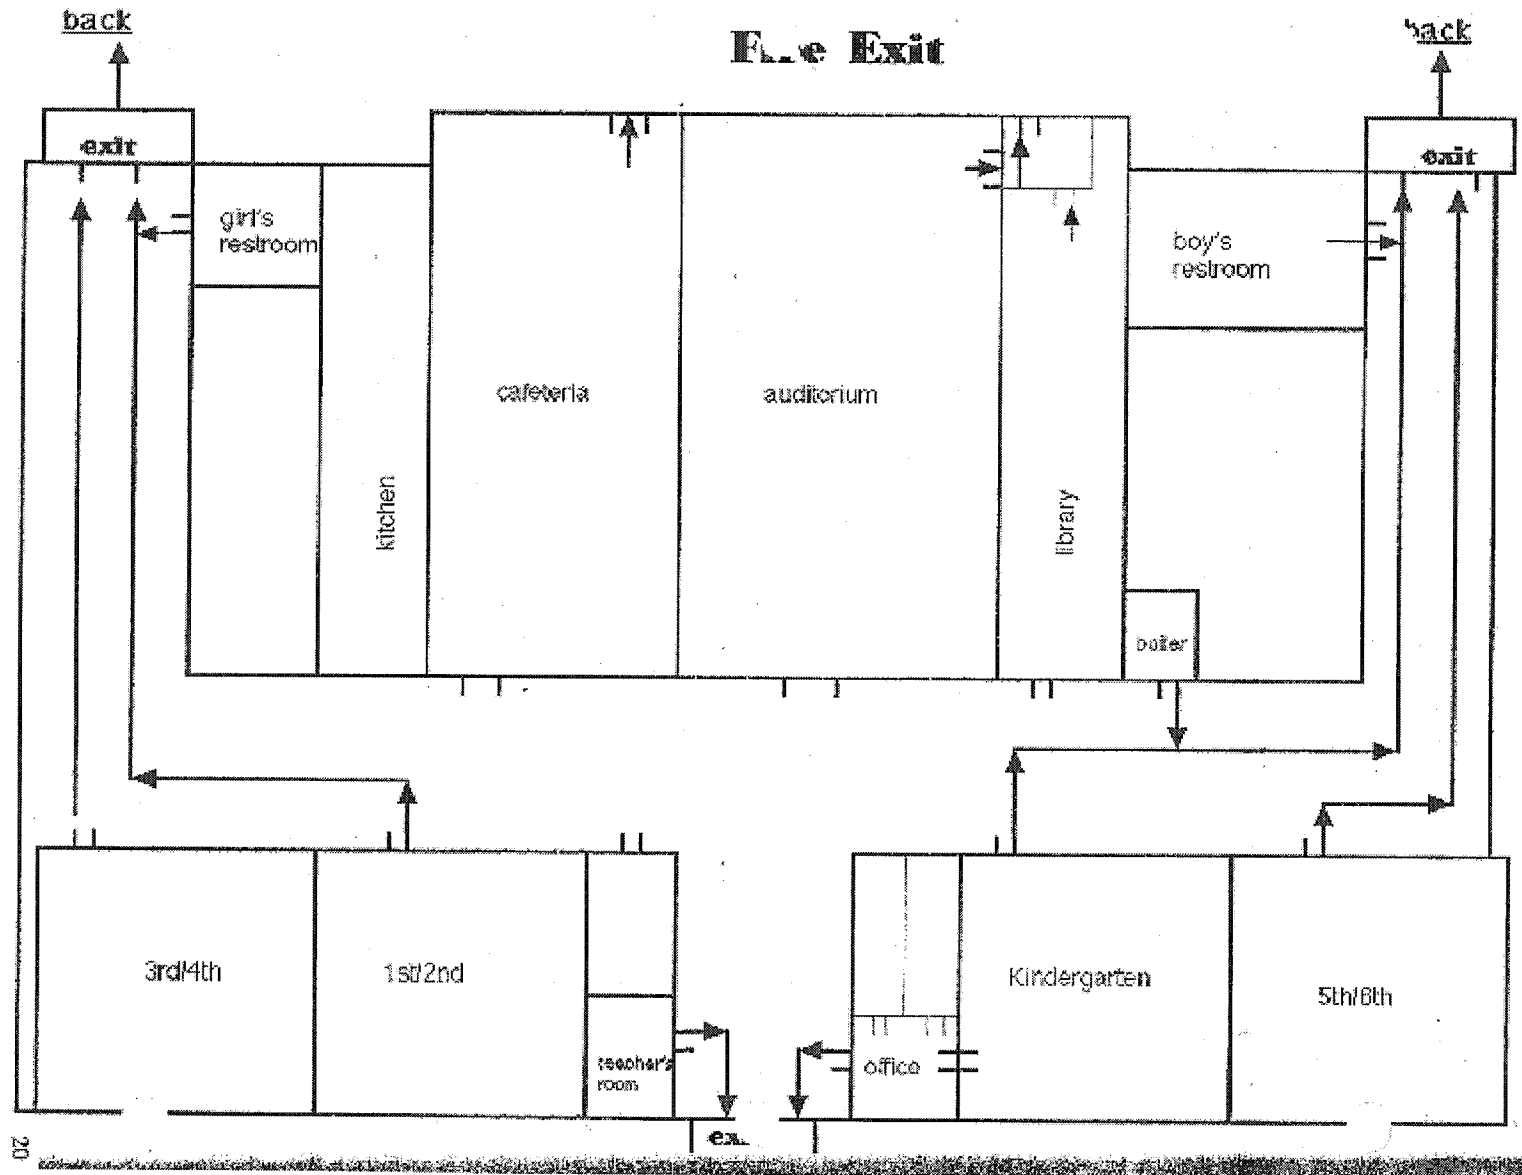 back
Exit
back
exit
exit
girl's
restroom
boy's
restroom
cafeteria
auditorium
kitchen
library
boiler
3rd/4th
1st/2nd
Kindergarten
5th/6th
teacher's
room
office
20